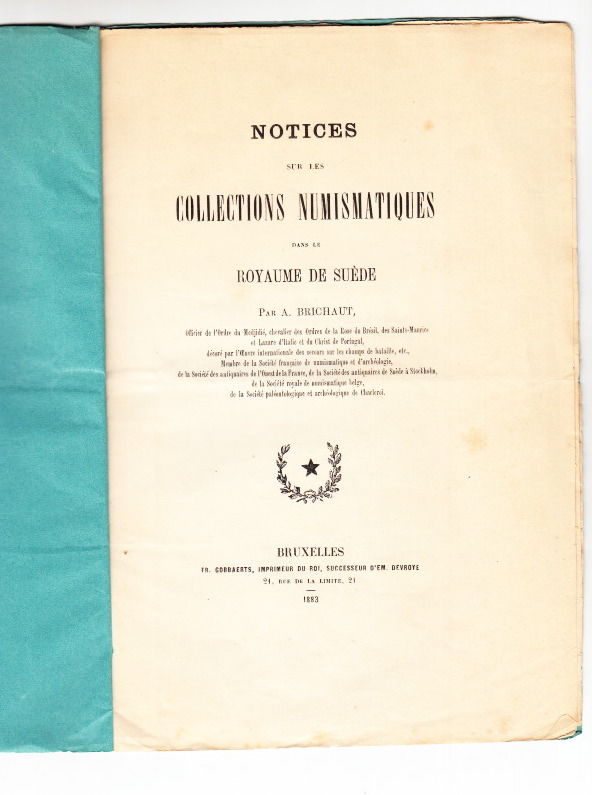 NOTICES
SUR LES
COLLECTIONS NUMISMATIQUES
DANS LE
ROYAUME DE SUÈDE
PAR A. BRICHAUT,
Officier de l'Ordre du Medjidié, chevalier des Ordres de la Rose du Brésil, des Saints-Maurice
et Lazare d'Italie et du Christ de Portugal,
décoré par l'Œuvre internationale des secours sur les champs de bataille, etc.,
Membre de la Société française de numismatique et d'archéologie,
de la Société des antiquaires de l'Ouest de la France, de la Société des antiquaires de Suède à Stockholm,
de la Société royale de numismatique belge,
de la Société paléontologique et archéologique de Charleroi.
BRUXELLES
FR. GOBBAERTS, IMPRIMEUR DU ROI, SUCCESSEUR D'EM. DEVROYE
21, RUE DE LA LIMITE, 21
1883